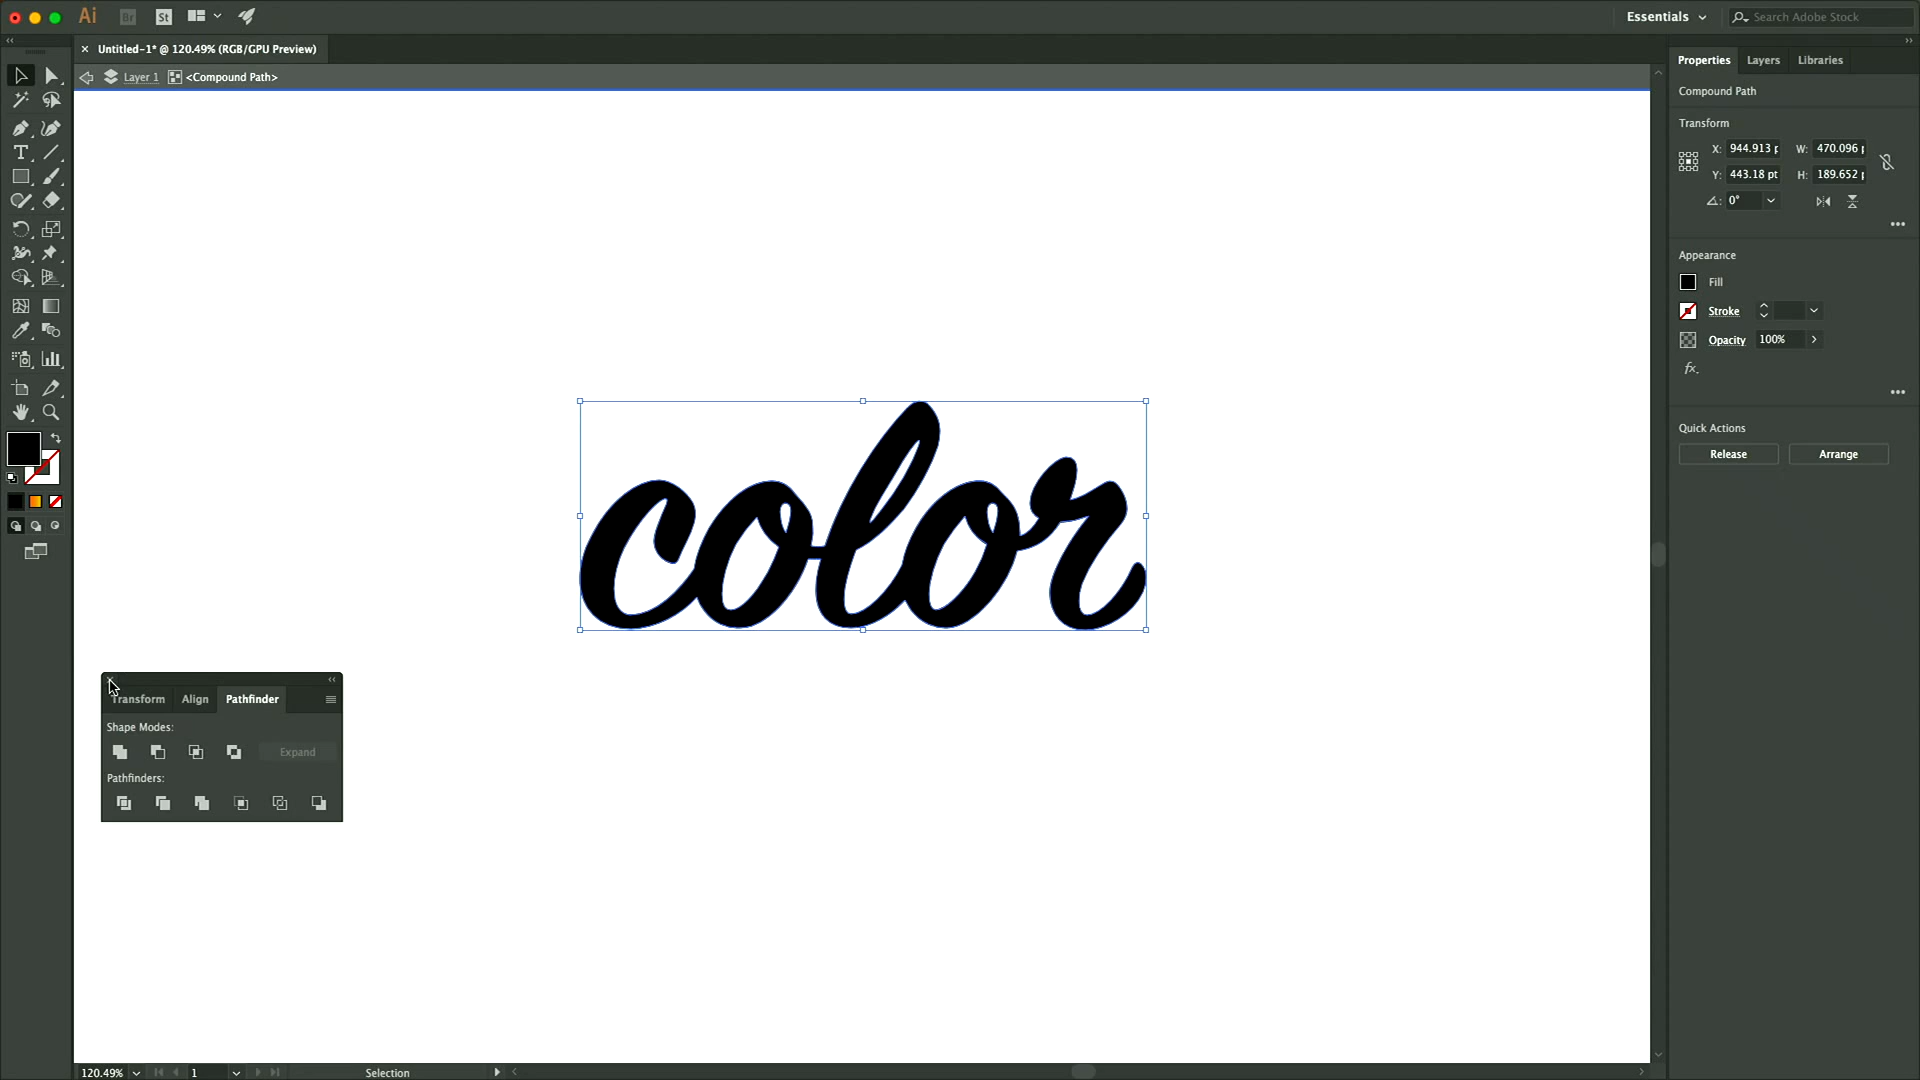 Ai Br St Essentials Search Adobe Stock
Untitled-1* @ 120.49% (RGB/GPU Preview)
Layer 1 <Compound Path>
Properties Layers Libraries
Compound Path
Transform
X: 944.913 p W: 470.096 p
Y: 443.18 pt H: 189.652 p
0°
Appearance
Fill
Stroke
Opacity 100%
fx.
Quick Actions
Release Arrange
color
Transform Align Pathfinder
Shape Modes:
Expand
Pathfinders:
120.49% 1 Selection